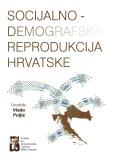 SOCIJALNO -
DEMOGRAFSKA
REPRODUKCIJA
HRVATSKE
Urednik:
Vlado
Puljiz